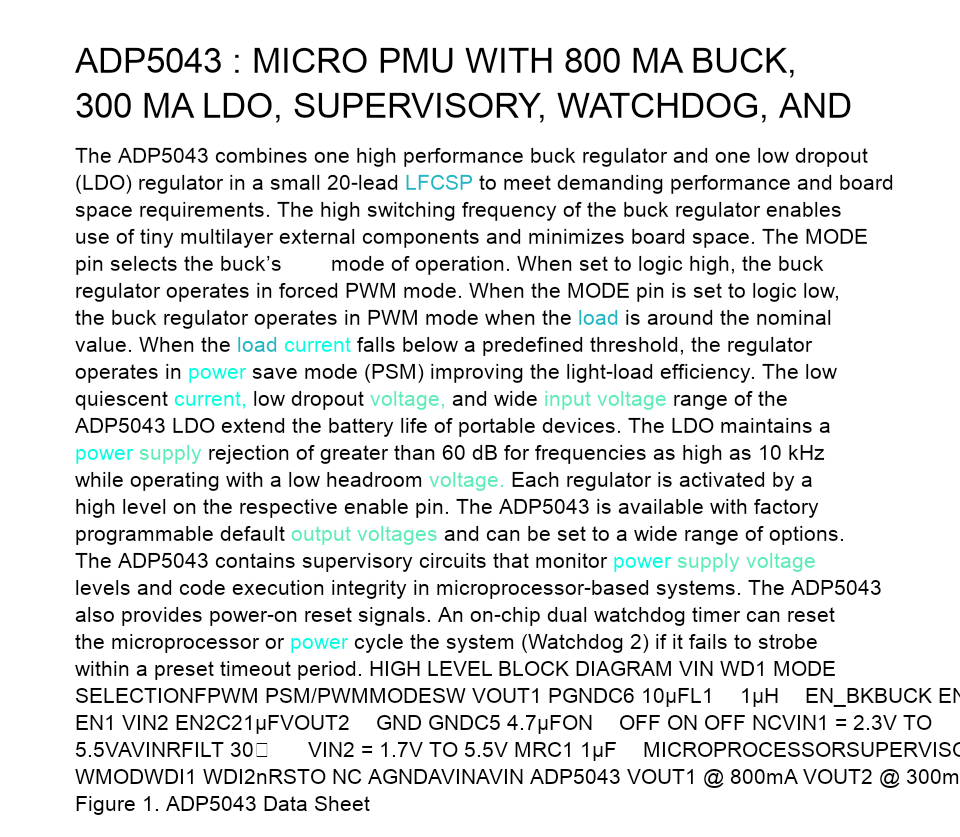 ADP5043 : MICRO PMU WITH 800 MA BUCK,
300 MA LDO, SUPERVISORY, WATCHDOG, AND
The ADP5043 combines one high performance buck regulator and one low dropout
(LDO) regulator in a small 20-lead LFCSP to meet demanding performance and board
space requirements. The high switching frequency of the buck regulator enables
use of tiny multilayer external components and minimizes board space. The MODE
pin selects the buck’s mode of operation. When set to logic high, the buck
regulator operates in forced PWM mode. When the MODE pin is set to logic low,
the buck regulator operates in PWM mode when the load is around the nominal
value. When the load current falls below a predefined threshold, the regulator
operates in power save mode (PSM) improving the light-load efficiency. The low
quiescent current, low dropout voltage, and wide input voltage range of the
ADP5043 LDO extend the battery life of portable devices. The LDO maintains a
power supply rejection of greater than 60 dB for frequencies as high as 10 kHz
while operating with a low headroom voltage. Each regulator is activated by a
high level on the respective enable pin. The ADP5043 is available with factory
programmable default output voltages and can be set to a wide range of options.
The ADP5043 contains supervisory circuits that monitor power supply voltage
levels and code execution integrity in microprocessor-based systems. The ADP5043
also provides power-on reset signals. An on-chip dual watchdog timer can reset
the microprocessor or power cycle the system (Watchdog 2) if it fails to strobe
within a preset timeout period. HIGH LEVEL BLOCK DIAGRAM VIN WD1 MODE
SELECTIONFPWM PSM/PWMMODESW VOUT1 PGNDC6 10µFL1 1µH EN_BKBUCK EN
EN1 VIN2 EN2C21µFVOUT2 GND GNDC5 4.7µFON OFF ON OFF NCVIN1 = 2.3V TO
5.5VAVINRFILT 30 VIN2 = 1.7V TO 5.5V MRC1 1µF MICROPROCESSORSUPERVISO
WMODWDI1 WDI2nRSTO NC AGNDAVINAVIN ADP5043 VOUT1 @ 800mA VOUT2 @ 300m
Figure 1. ADP5043 Data Sheet